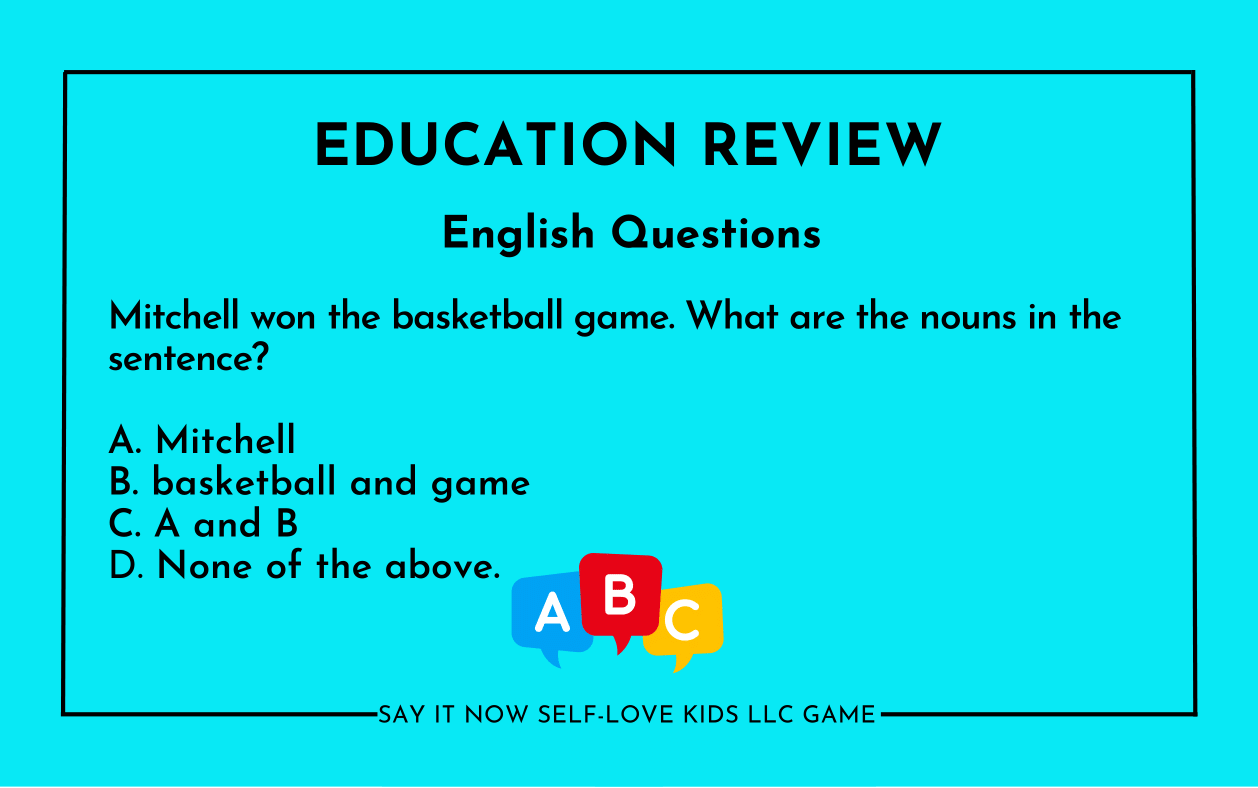 EDUCATION REVIEW
English Questions
Mitchell won the basketball game. What are the nouns in the
sentence?
A. Mitchell
B. basketball and game
C. A and B
D. None of the above.
A B C
SAY IT NOW SELF-LOVE KIDS LLC GAME